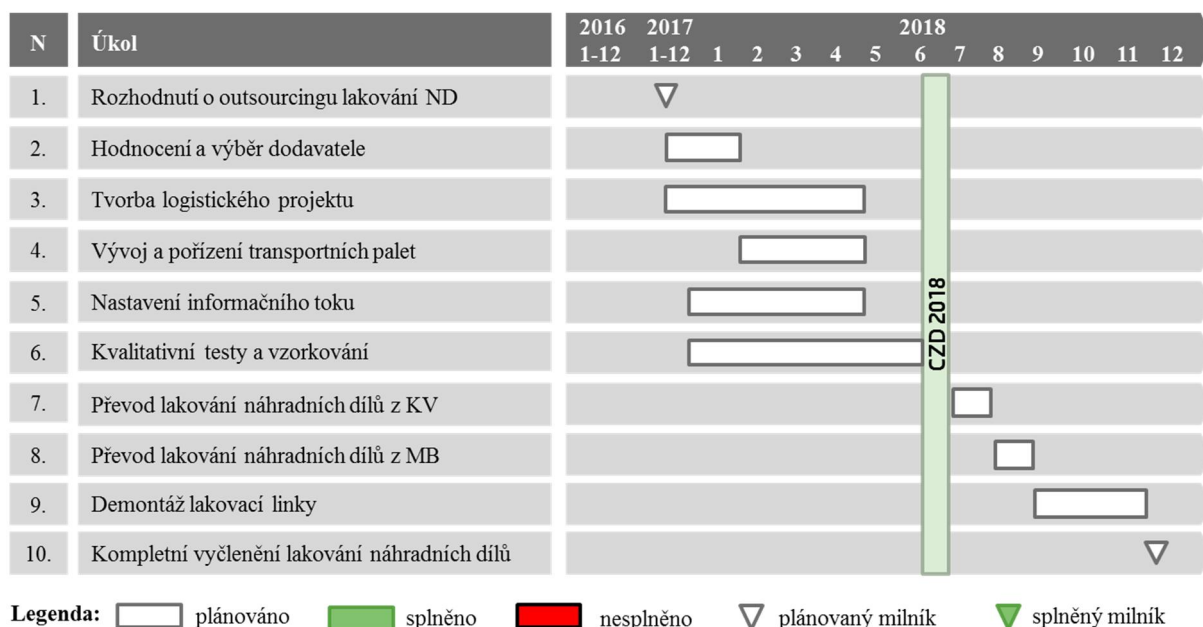 N Úkol 2016 2017 2018
1-12 1-12 1 2 3 4 5 6 7 8 9 10 11 12
1. Rozhodnutí o outsourcingu lakování ND
2. Hodnocení a výběr dodavatele
3. Tvorba logistického projektu
4. Vývoj a pořízení transportních palet
5. Nastavení informačního toku
6. Kvalitativní testy a vzorkování
7. Převod lakování náhradních dílů z KV
8. Převod lakování náhradních dílů z MB
9. Demontáž lakovací linky
10. Kompletní vyčlenění lakování náhradních dílů
CZD 2018
Legenda: plánováno splněno nesplněno plánovaný milník splněný milník